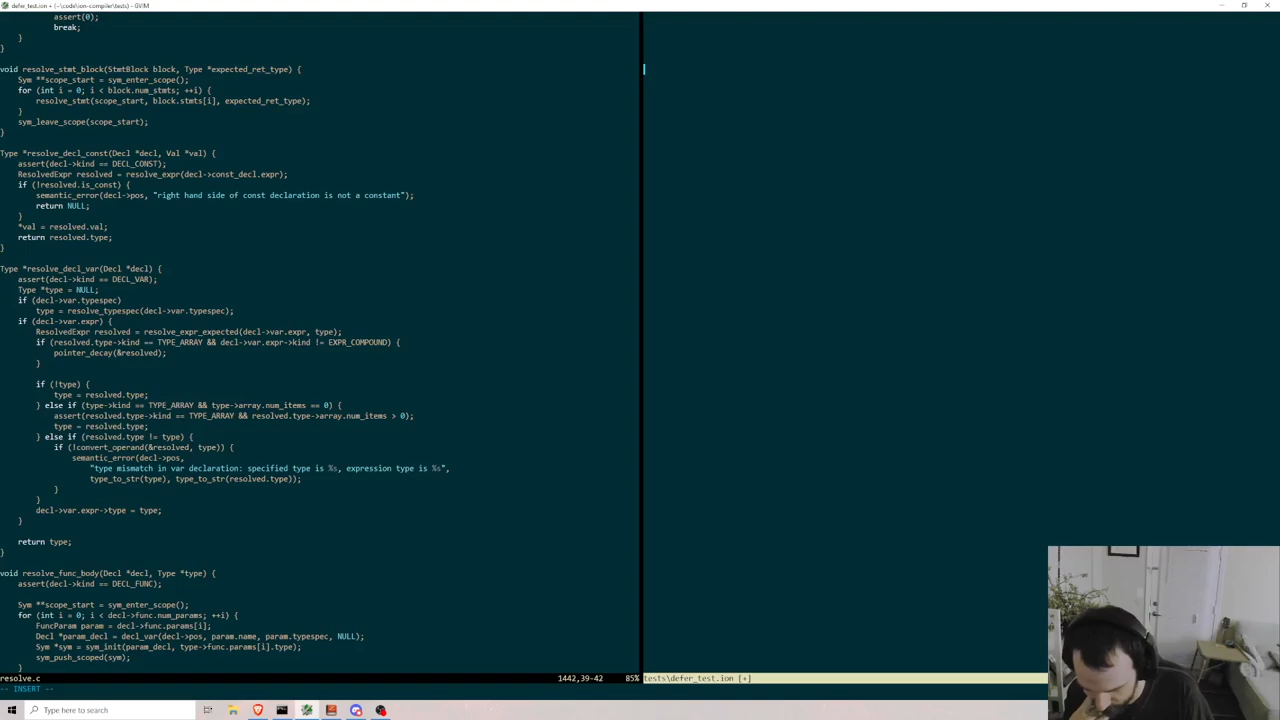 defer_test.ion + (~\code\ion-compiler\tests) - GVIM
assert(0);
break;
}
}
void resolve_stmt_block(StmtBlock block, Type *expected_ret_type) {
Sym **scope_start = sym_enter_scope();
for (int i = 0; i < block.num_stmts; ++i) {
resolve_stmt(scope_start, block.stmts[i], expected_ret_type);
}
sym_leave_scope(scope_start);
}
Type *resolve_decl_const(Decl *decl, Val *val) {
assert(decl->kind == DECL_CONST);
ResolvedExpr resolved = resolve_expr(decl->const_decl.expr);
if (!resolved.is_const) {
semantic_error(decl->pos, "right hand side of const declaration is not a constant");
return NULL;
}
*val = resolved.val;
return resolved.type;
}
Type *resolve_decl_var(Decl *decl) {
assert(decl->kind == DECL_VAR);
Type *type = NULL;
if (decl->var.typespec)
type = resolve_typespec(decl->var.typespec);
if (decl->var.expr) {
ResolvedExpr resolved = resolve_expr_expected(decl->var.expr, type);
if (resolved.type->kind == TYPE_ARRAY && decl->var.expr->kind != EXPR_COMPOUND) {
pointer_decay(&resolved);
}
if (!type) {
type = resolved.type;
} else if (type->kind == TYPE_ARRAY && type->array.num_items == 0) {
assert(resolved.type->kind == TYPE_ARRAY && resolved.type->array.num_items > 0);
type = resolved.type;
} else if (resolved.type != type) {
if (!convert_operand(&resolved, type)) {
semantic_error(decl->pos,
"type mismatch in var declaration: specified type is %s, expression type is %s",
type_to_str(type), type_to_str(resolved.type));
}
}
decl->var.expr->type = type;
}
return type;
}
void resolve_func_body(Decl *decl, Type *type) {
assert(decl->kind == DECL_FUNC);
Sym **scope_start = sym_enter_scope();
for (int i = 0; i < decl->func.num_params; ++i) {
FuncParam param = decl->func.params[i];
Decl *param_decl = decl_var(decl->pos, param.name, param.typespec, NULL);
Sym *sym = sym_init(param_decl, type->func.params[i].type);
sym_push_scoped(sym);
}
resolve.c 1442,39-42 85% tests\defer_test.ion [+]
-- INSERT --
Type here to search